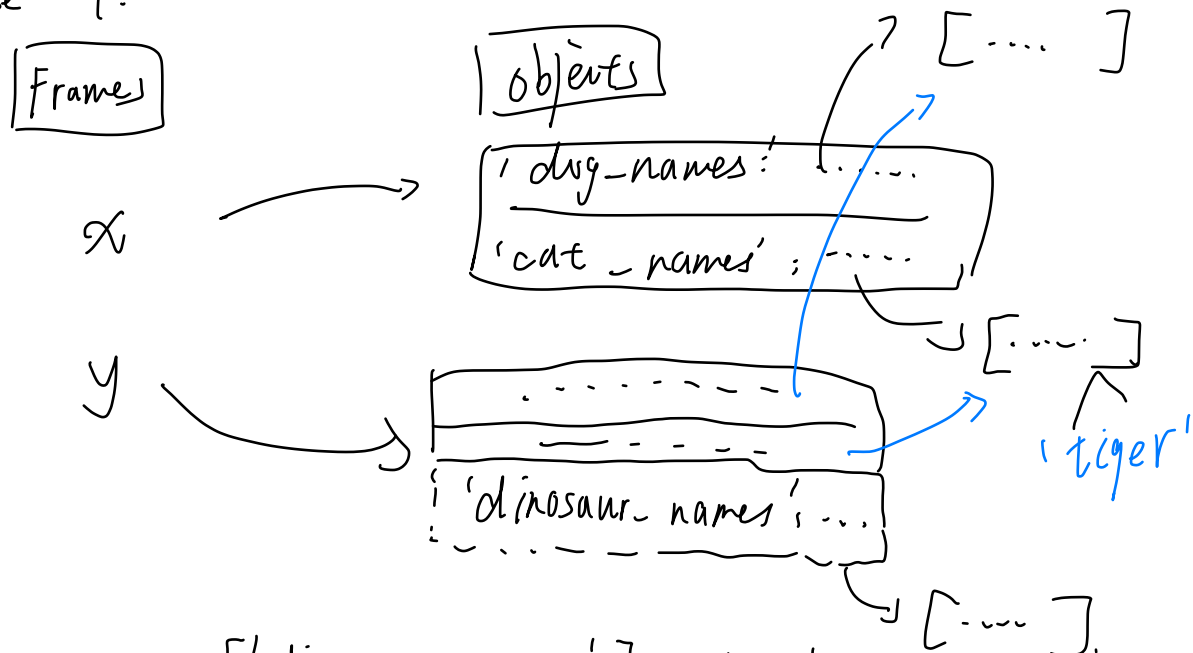 Frames
objects
[ .... ]
'dog_names:' ......
'cat_names' : ......
x
[ ..... ]
y
'tiger'
'dinosaur_names' : ....
[ ..... ]